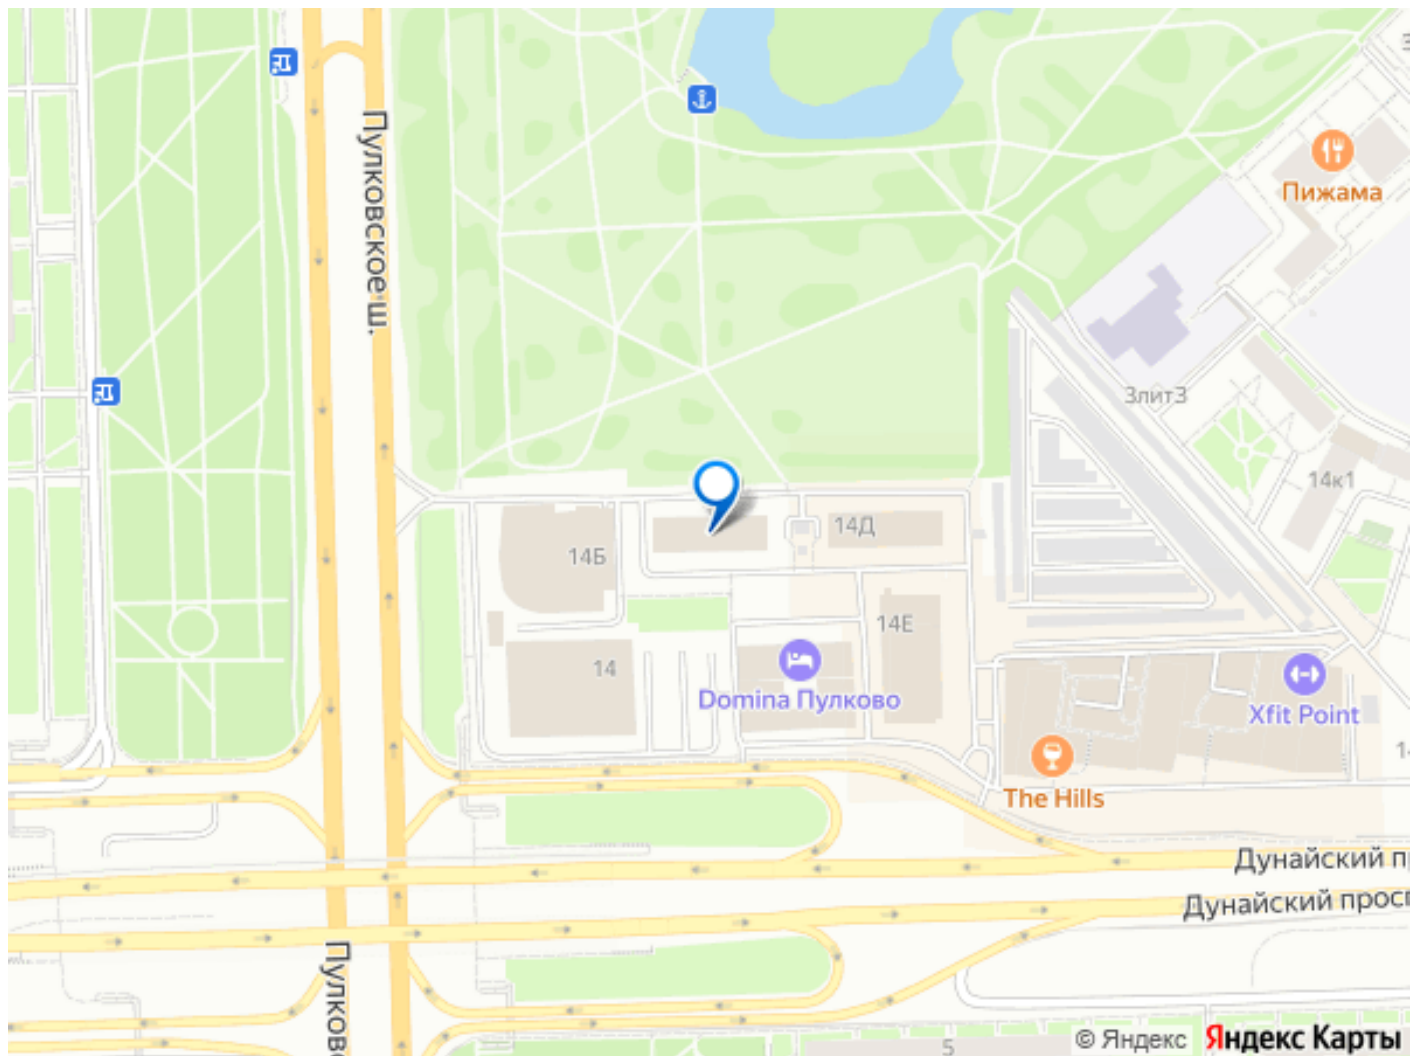 Пулковское ш.
Пижама
3лит3
14к1
14Д
14Б
14Е
14
Domina Пулково
Xfit Point
The Hills
Дунайский п
Дунайский просп
Пулков
5
© Яндекс Яндекс Карты